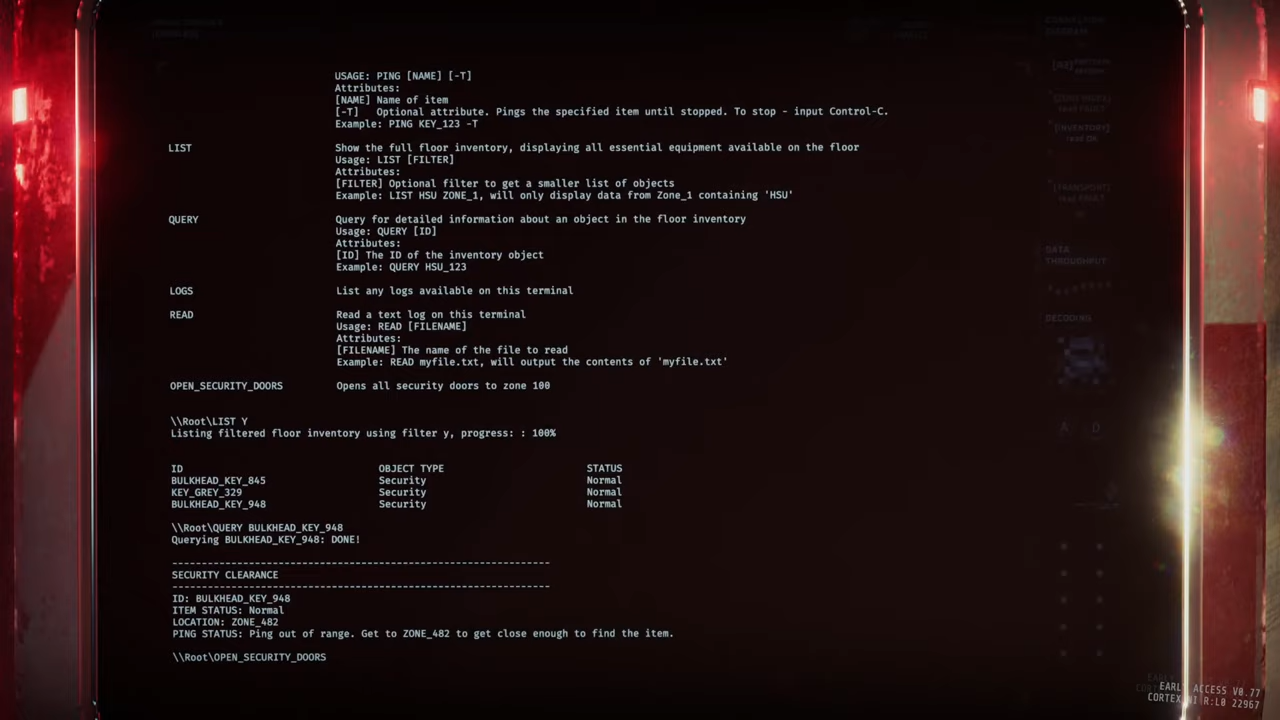 USAGE: PING [NAME] [-T]
Attributes:
[NAME] Name of item
[-T] Optional attribute. Pings the specified item until stopped. To stop - input Control-C.
Example: PING KEY_123 -T
LIST Show the full floor inventory, displaying all essential equipment available on the floor
Usage: LIST [FILTER]
Attributes:
[FILTER] Optional filter to get a smaller list of objects
Example: LIST HSU ZONE_1, will only display data from Zone_1 containing 'HSU'
QUERY Query for detailed information about an object in the floor inventory
Usage: QUERY [ID]
Attributes:
[ID] The ID of the inventory object
Example: QUERY HSU_123
LOGS List any logs available on this terminal
READ Read a text log on this terminal
Usage: READ [FILENAME]
Attributes:
[FILENAME] The name of the file to read
Example: READ myfile.txt, will output the contents of 'myfile.txt'
OPEN_SECURITY_DOORS Opens all security doors to zone 100
\\Root\LIST Y
Listing filtered floor inventory using filter y, progress: : 100%
ID OBJECT TYPE STATUS
BULKHEAD_KEY_845 Security Normal
KEY_GREY_329 Security Normal
BULKHEAD_KEY_948 Security Normal
\\Root\QUERY BULKHEAD_KEY_948
Querying BULKHEAD_KEY_948: DONE!
----------------------------------------------------------------
SECURITY CLEARANCE
----------------------------------------------------------------
ID: BULKHEAD_KEY_948
ITEM STATUS: Normal
LOCATION: ZONE_482
PING STATUS: Ping out of range. Get to ZONE_482 to get close enough to find the item.
\\Root\OPEN_SECURITY_DOORS
DATA
THROUGHPUT
DECODING
A D
EARLY ACCESS V0.77
R:L0 22967